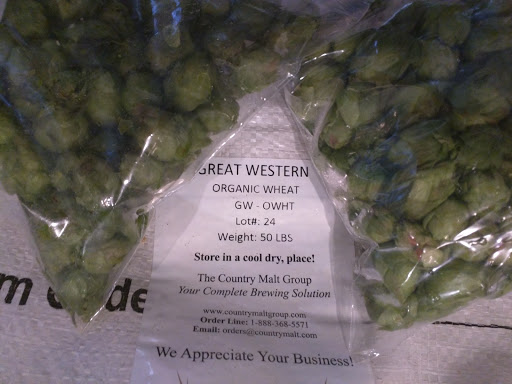 GREAT WESTERN
ORGANIC WHEAT
GW - OWHT
Lot#: 24
Weight: 50 LBS
Store in a cool dry, place!
The Country Malt Group
Your Complete Brewing Solution
www.countrymaltgroup.com
Order Line: 1-888-368-5571
Email: orders@countrymalt.com
We Appreciate Your Business!